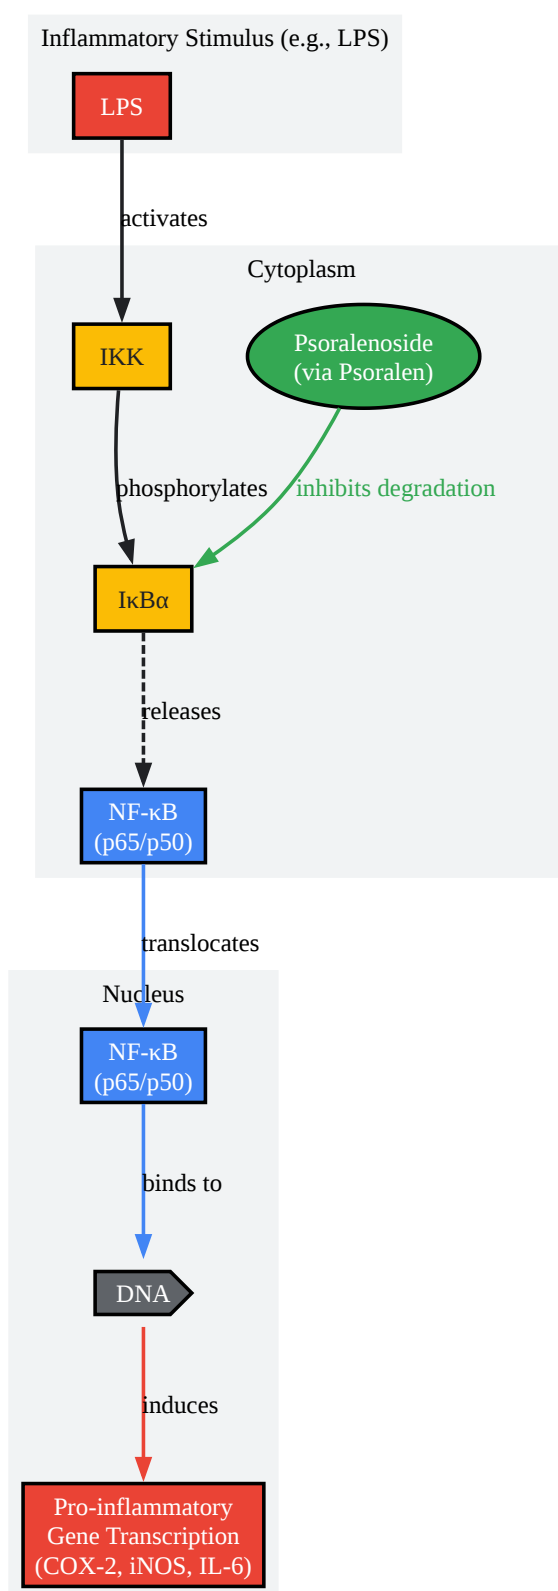 Inflammatory Stimulus (e.g., LPS)
LPS
activates
Cytoplasm
IKK
Psoralenoside
(via Psoralen)
phosphorylates
inhibits degradation
IκBα
releases
NF-κB
(p65/p50)
translocates
Nucleus
NF-κB
(p65/p50)
binds to
DNA
induces
Pro-inflammatory
Gene Transcription
(COX-2, iNOS, IL-6)